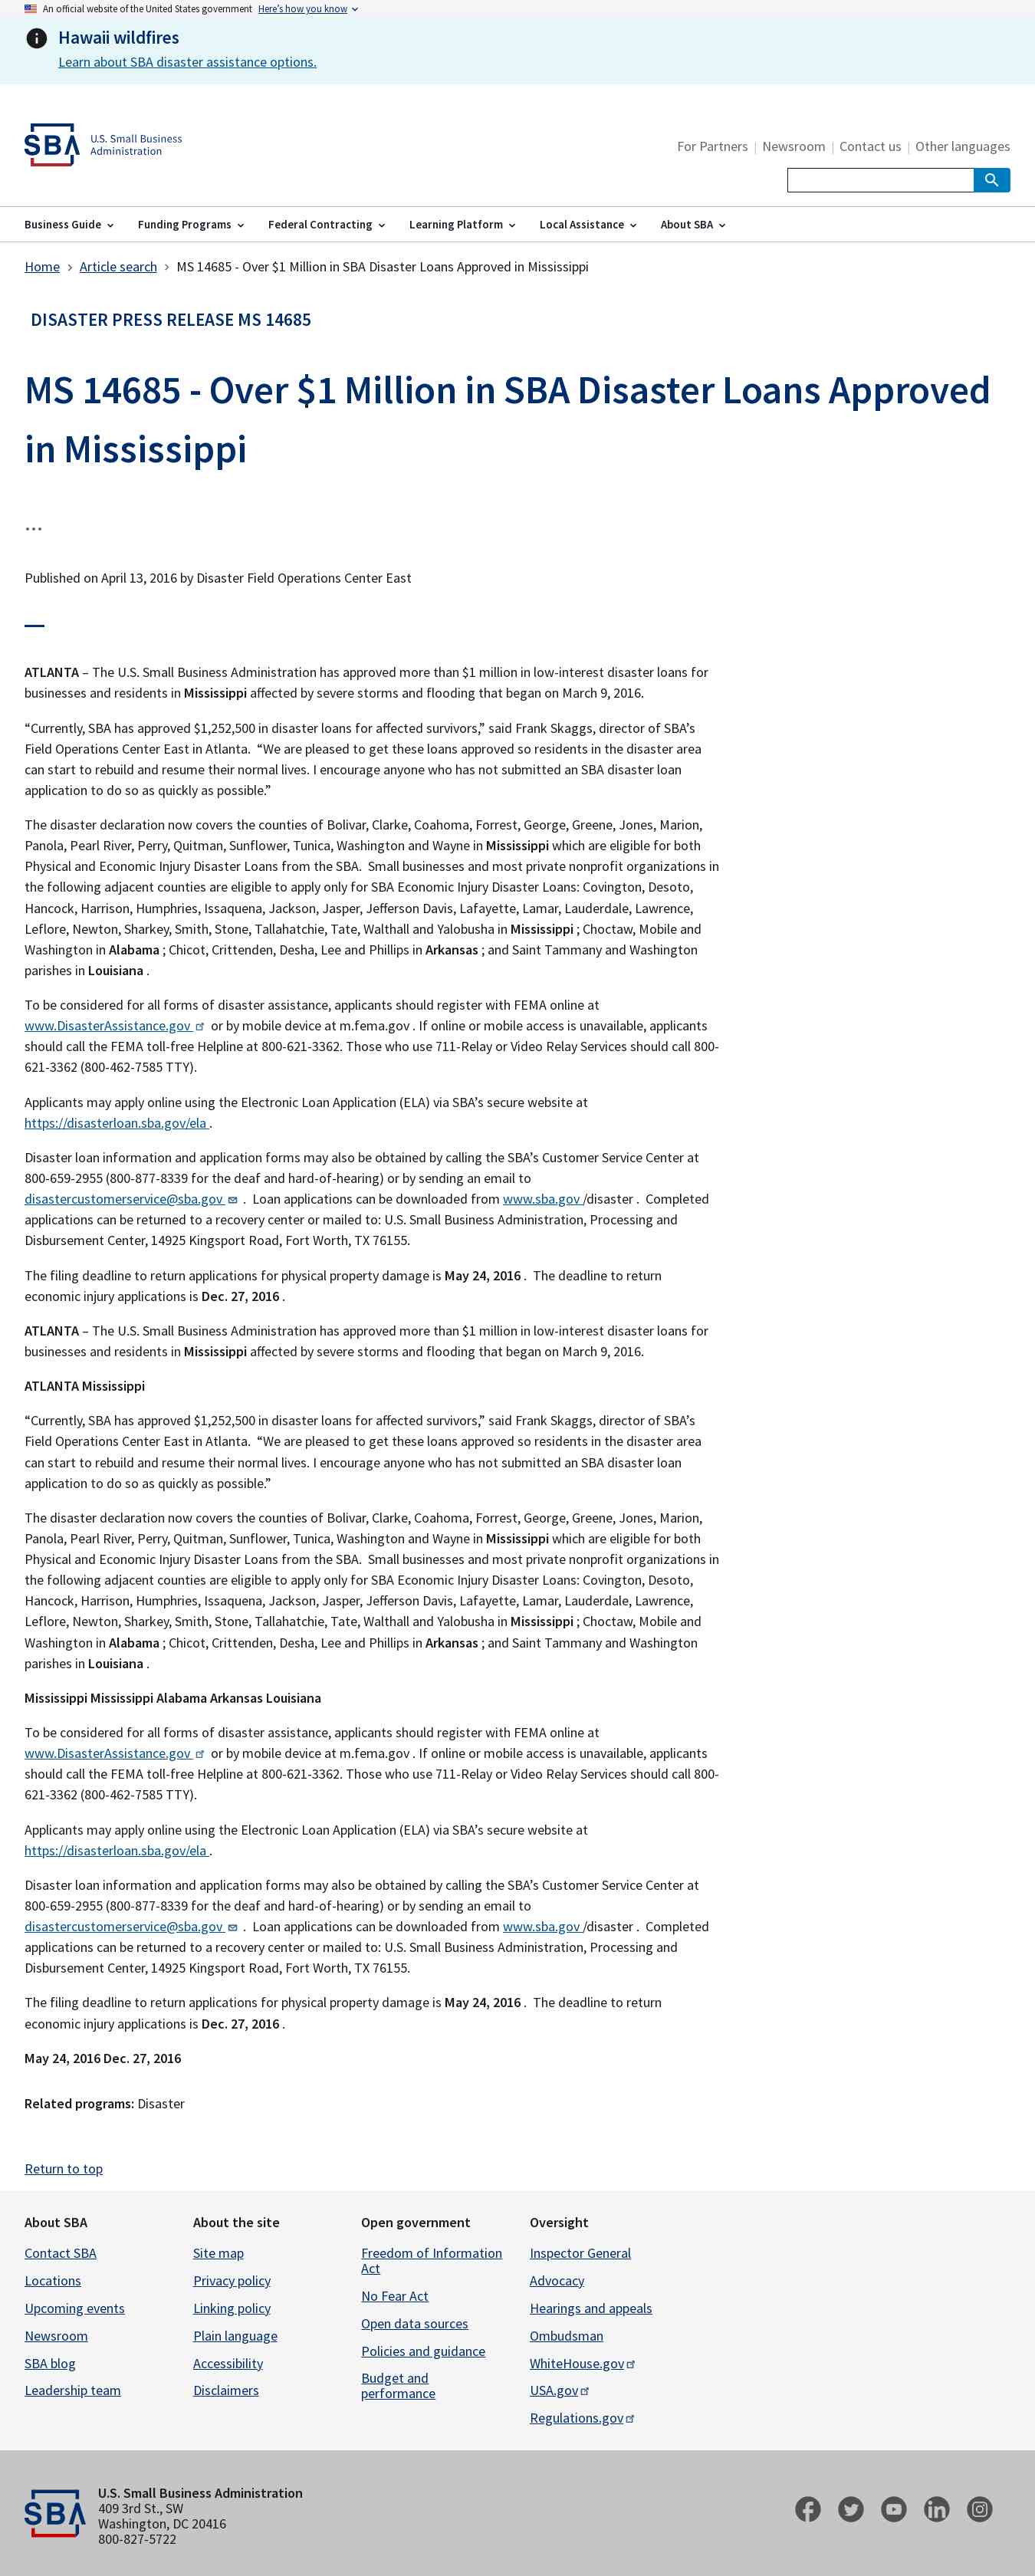 An official website of the United States government Here's how you know
Hawaii wildfires
Learn about SBA disaster assistance options.
SBA U.S. Small Business
Administration
For Partners | Newsroom | Contact us | Other languages
Business Guide Funding Programs Federal Contracting Learning Platform Local Assistance About SBA
Home > Article search > MS 14685 - Over $1 Million in SBA Disaster Loans Approved in Mississippi
DISASTER PRESS RELEASE MS 14685
MS 14685 - Over $1 Million in SBA Disaster Loans Approved
in Mississippi
...
Published on April 13, 2016 by Disaster Field Operations Center East
ATLANTA – The U.S. Small Business Administration has approved more than $1 million in low-interest disaster loans for
businesses and residents in Mississippi affected by severe storms and flooding that began on March 9, 2016.
“Currently, SBA has approved $1,252,500 in disaster loans for affected survivors,” said Frank Skaggs, director of SBA’s
Field Operations Center East in Atlanta. “We are pleased to get these loans approved so residents in the disaster area
can start to rebuild and resume their normal lives. I encourage anyone who has not submitted an SBA disaster loan
application to do so as quickly as possible.”
The disaster declaration now covers the counties of Bolivar, Clarke, Coahoma, Forrest, George, Greene, Jones, Marion,
Panola, Pearl River, Perry, Quitman, Sunflower, Tunica, Washington and Wayne in Mississippi which are eligible for both
Physical and Economic Injury Disaster Loans from the SBA. Small businesses and most private nonprofit organizations in
the following adjacent counties are eligible to apply only for SBA Economic Injury Disaster Loans: Covington, Desoto,
Hancock, Harrison, Humphries, Issaquena, Jackson, Jasper, Jefferson Davis, Lafayette, Lamar, Lauderdale, Lawrence,
Leflore, Newton, Sharkey, Smith, Stone, Tallahatchie, Tate, Walthall and Yalobusha in Mississippi ; Choctaw, Mobile and
Washington in Alabama ; Chicot, Crittenden, Desha, Lee and Phillips in Arkansas ; and Saint Tammany and Washington
parishes in Louisiana .
To be considered for all forms of disaster assistance, applicants should register with FEMA online at
www.DisasterAssistance.gov or by mobile device at m.fema.gov . If online or mobile access is unavailable, applicants
should call the FEMA toll-free Helpline at 800-621-3362. Those who use 711-Relay or Video Relay Services should call 800-
621-3362 (800-462-7585 TTY).
Applicants may apply online using the Electronic Loan Application (ELA) via SBA’s secure website at
https://disasterloan.sba.gov/ela .
Disaster loan information and application forms may also be obtained by calling the SBA’s Customer Service Center at
800-659-2955 (800-877-8339 for the deaf and hard-of-hearing) or by sending an email to
disastercustomerservice@sba.gov . Loan applications can be downloaded from www.sba.gov /disaster . Completed
applications can be returned to a recovery center or mailed to: U.S. Small Business Administration, Processing and
Disbursement Center, 14925 Kingsport Road, Fort Worth, TX 76155.
The filing deadline to return applications for physical property damage is May 24, 2016 . The deadline to return
economic injury applications is Dec. 27, 2016 .
ATLANTA – The U.S. Small Business Administration has approved more than $1 million in low-interest disaster loans for
businesses and residents in Mississippi affected by severe storms and flooding that began on March 9, 2016.
ATLANTA Mississippi
“Currently, SBA has approved $1,252,500 in disaster loans for affected survivors,” said Frank Skaggs, director of SBA’s
Field Operations Center East in Atlanta. “We are pleased to get these loans approved so residents in the disaster area
can start to rebuild and resume their normal lives. I encourage anyone who has not submitted an SBA disaster loan
application to do so as quickly as possible.”
The disaster declaration now covers the counties of Bolivar, Clarke, Coahoma, Forrest, George, Greene, Jones, Marion,
Panola, Pearl River, Perry, Quitman, Sunflower, Tunica, Washington and Wayne in Mississippi which are eligible for both
Physical and Economic Injury Disaster Loans from the SBA. Small businesses and most private nonprofit organizations in
the following adjacent counties are eligible to apply only for SBA Economic Injury Disaster Loans: Covington, Desoto,
Hancock, Harrison, Humphries, Issaquena, Jackson, Jasper, Jefferson Davis, Lafayette, Lamar, Lauderdale, Lawrence,
Leflore, Newton, Sharkey, Smith, Stone, Tallahatchie, Tate, Walthall and Yalobusha in Mississippi ; Choctaw, Mobile and
Washington in Alabama ; Chicot, Crittenden, Desha, Lee and Phillips in Arkansas ; and Saint Tammany and Washington
parishes in Louisiana .
Mississippi Mississippi Alabama Arkansas Louisiana
To be considered for all forms of disaster assistance, applicants should register with FEMA online at
www.DisasterAssistance.gov or by mobile device at m.fema.gov . If online or mobile access is unavailable, applicants
should call the FEMA toll-free Helpline at 800-621-3362. Those who use 711-Relay or Video Relay Services should call 800-
621-3362 (800-462-7585 TTY).
Applicants may apply online using the Electronic Loan Application (ELA) via SBA’s secure website at
https://disasterloan.sba.gov/ela .
Disaster loan information and application forms may also be obtained by calling the SBA’s Customer Service Center at
800-659-2955 (800-877-8339 for the deaf and hard-of-hearing) or by sending an email to
disastercustomerservice@sba.gov . Loan applications can be downloaded from www.sba.gov /disaster . Completed
applications can be returned to a recovery center or mailed to: U.S. Small Business Administration, Processing and
Disbursement Center, 14925 Kingsport Road, Fort Worth, TX 76155.
The filing deadline to return applications for physical property damage is May 24, 2016 . The deadline to return
economic injury applications is Dec. 27, 2016 .
May 24, 2016 Dec. 27, 2016
Related programs: Disaster
Return to top
About SBA
Contact SBA
Locations
Upcoming events
Newsroom
SBA blog
Leadership team
About the site
Site map
Privacy policy
Linking policy
Plain language
Accessibility
Disclaimers
Open government
Freedom of Information
Act
No Fear Act
Open data sources
Policies and guidance
Budget and
performance
Oversight
Inspector General
Advocacy
Hearings and appeals
Ombudsman
WhiteHouse.gov
USA.gov
Regulations.gov
SBA
U.S. Small Business Administration
409 3rd St., SW
Washington, DC 20416
800-827-5722